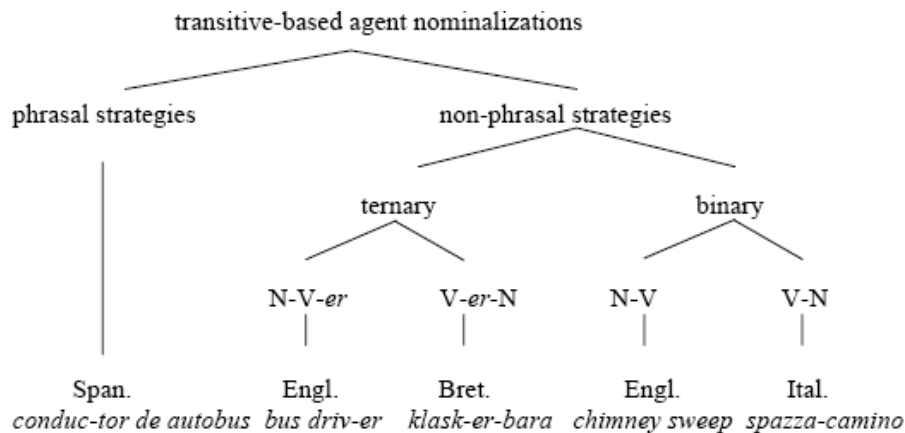 transitive-based agent nominalizations
phrasal strategies non-phrasal strategies
ternary binary
N-V-er V-er-N N-V V-N
Span. Engl. Bret. Engl. Ital.
conduc-tor de autobus bus driv-er klask-er-bara chimney sweep spazza-camino